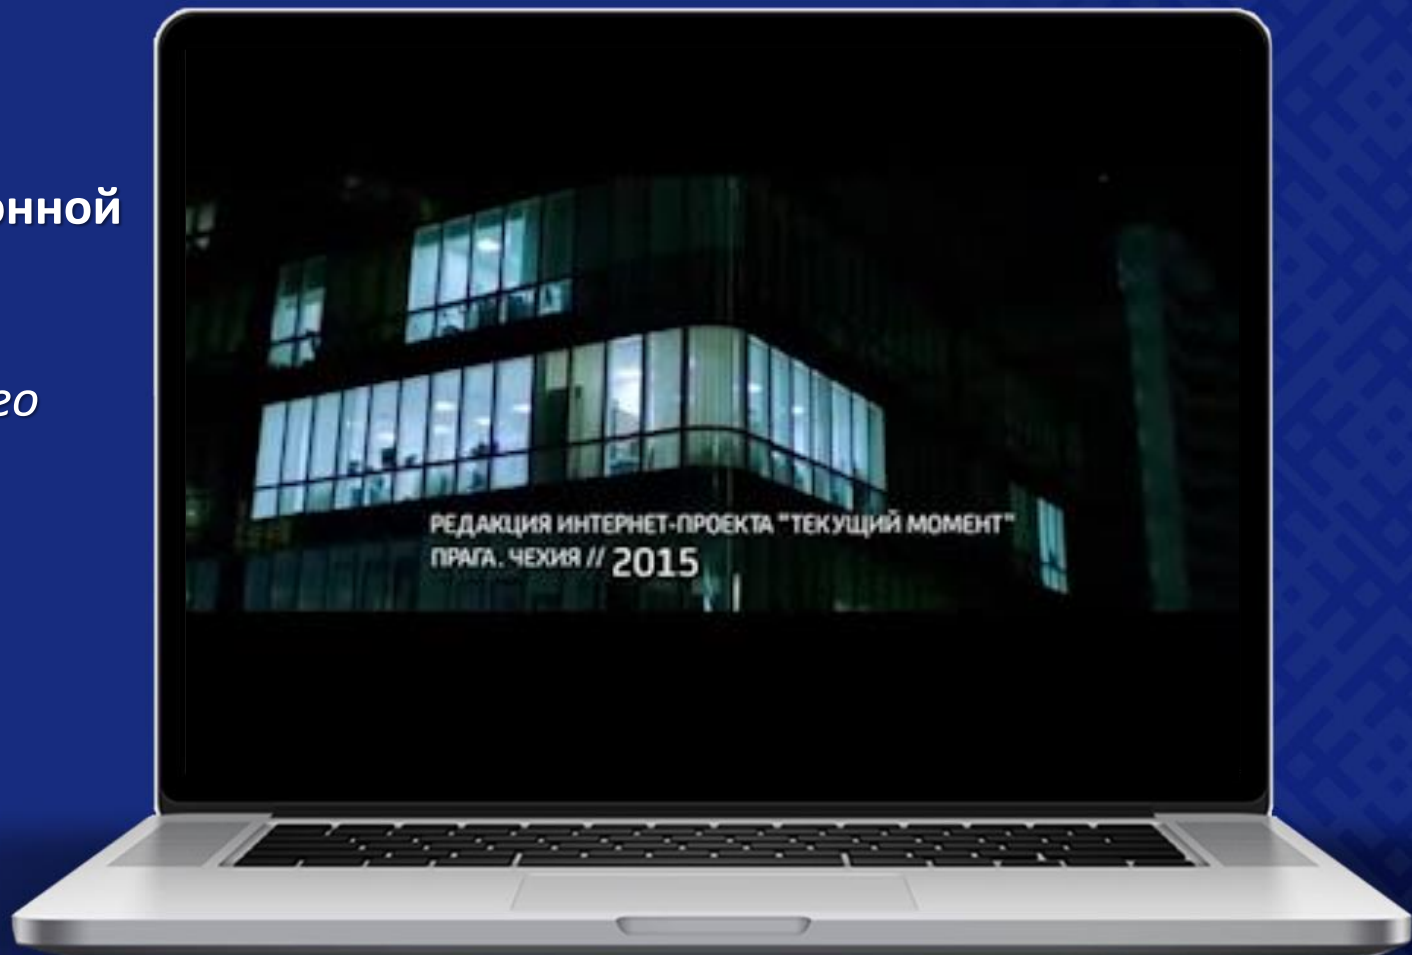 онной
го
РЕДАКЦИЯ ИНТЕРНЕТ-ПРОЕКТА "ТЕКУЩИЙ МОМЕНТ"
ПРАГА. ЧЕХИЯ // 2015